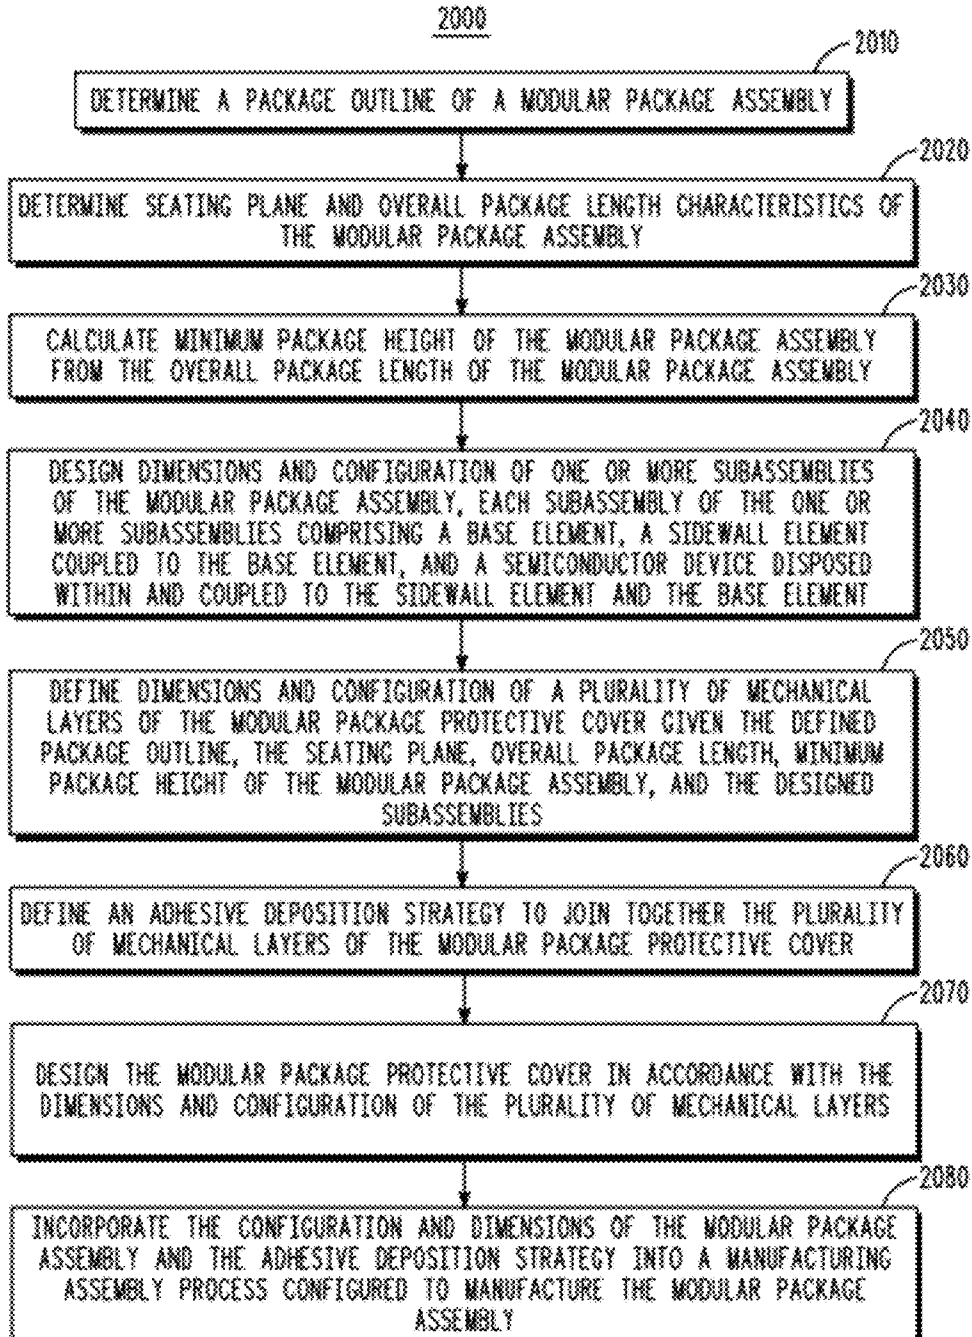 2000
2010
DETERMINE A PACKAGE OUTLINE OF A MODULAR PACKAGE ASSEMBLY
2020
DETERMINE SEATING PLANE AND OVERALL PACKAGE LENGTH CHARACTERISTICS OF
THE MODULAR PACKAGE ASSEMBLY
2030
CALCULATE MINIMUM PACKAGE HEIGHT OF THE MODULAR PACKAGE ASSEMBLY
FROM THE OVERALL PACKAGE LENGTH OF THE MODULAR PACKAGE ASSEMBLY
2040
DESIGN DIMENSIONS AND CONFIGURATION OF ONE OR MORE SUBASSEMBLIES
OF THE MODULAR PACKAGE ASSEMBLY, EACH SUBASSEMBLY OF THE ONE OR
MORE SUBASSEMBLIES COMPRISING A BASE ELEMENT, A SIDEWALL ELEMENT
COUPLED TO THE BASE ELEMENT, AND A SEMICONDUCTOR DEVICE DISPOSED
WITHIN AND COUPLED TO THE SIDEWALL ELEMENT AND THE BASE ELEMENT
2050
DEFINE DIMENSIONS AND CONFIGURATION OF A PLURALITY OF MECHANICAL
LAYERS OF THE MODULAR PACKAGE PROTECTIVE COVER GIVEN THE DEFINED
PACKAGE OUTLINE, THE SEATING PLANE, OVERALL PACKAGE LENGTH, MINIMUM
PACKAGE HEIGHT OF THE MODULAR PACKAGE ASSEMBLY, AND THE DESIGNED
SUBASSEMBLIES
2060
DEFINE AN ADHESIVE DEPOSITION STRATEGY TO JOIN TOGETHER THE PLURALITY
OF MECHANICAL LAYERS OF THE MODULAR PACKAGE PROTECTIVE COVER
2070
DESIGN THE MODULAR PACKAGE PROTECTIVE COVER IN ACCORDANCE WITH THE
DIMENSIONS AND CONFIGURATION OF THE PLURALITY OF MECHANICAL LAYERS
2080
INCORPORATE THE CONFIGURATION AND DIMENSIONS OF THE MODULAR PACKAGE
ASSEMBLY AND THE ADHESIVE DEPOSITION STRATEGY INTO A MANUFACTURING
ASSEMBLY PROCESS CONFIGURED TO MANUFACTURE THE MODULAR PACKAGE
ASSEMBLY